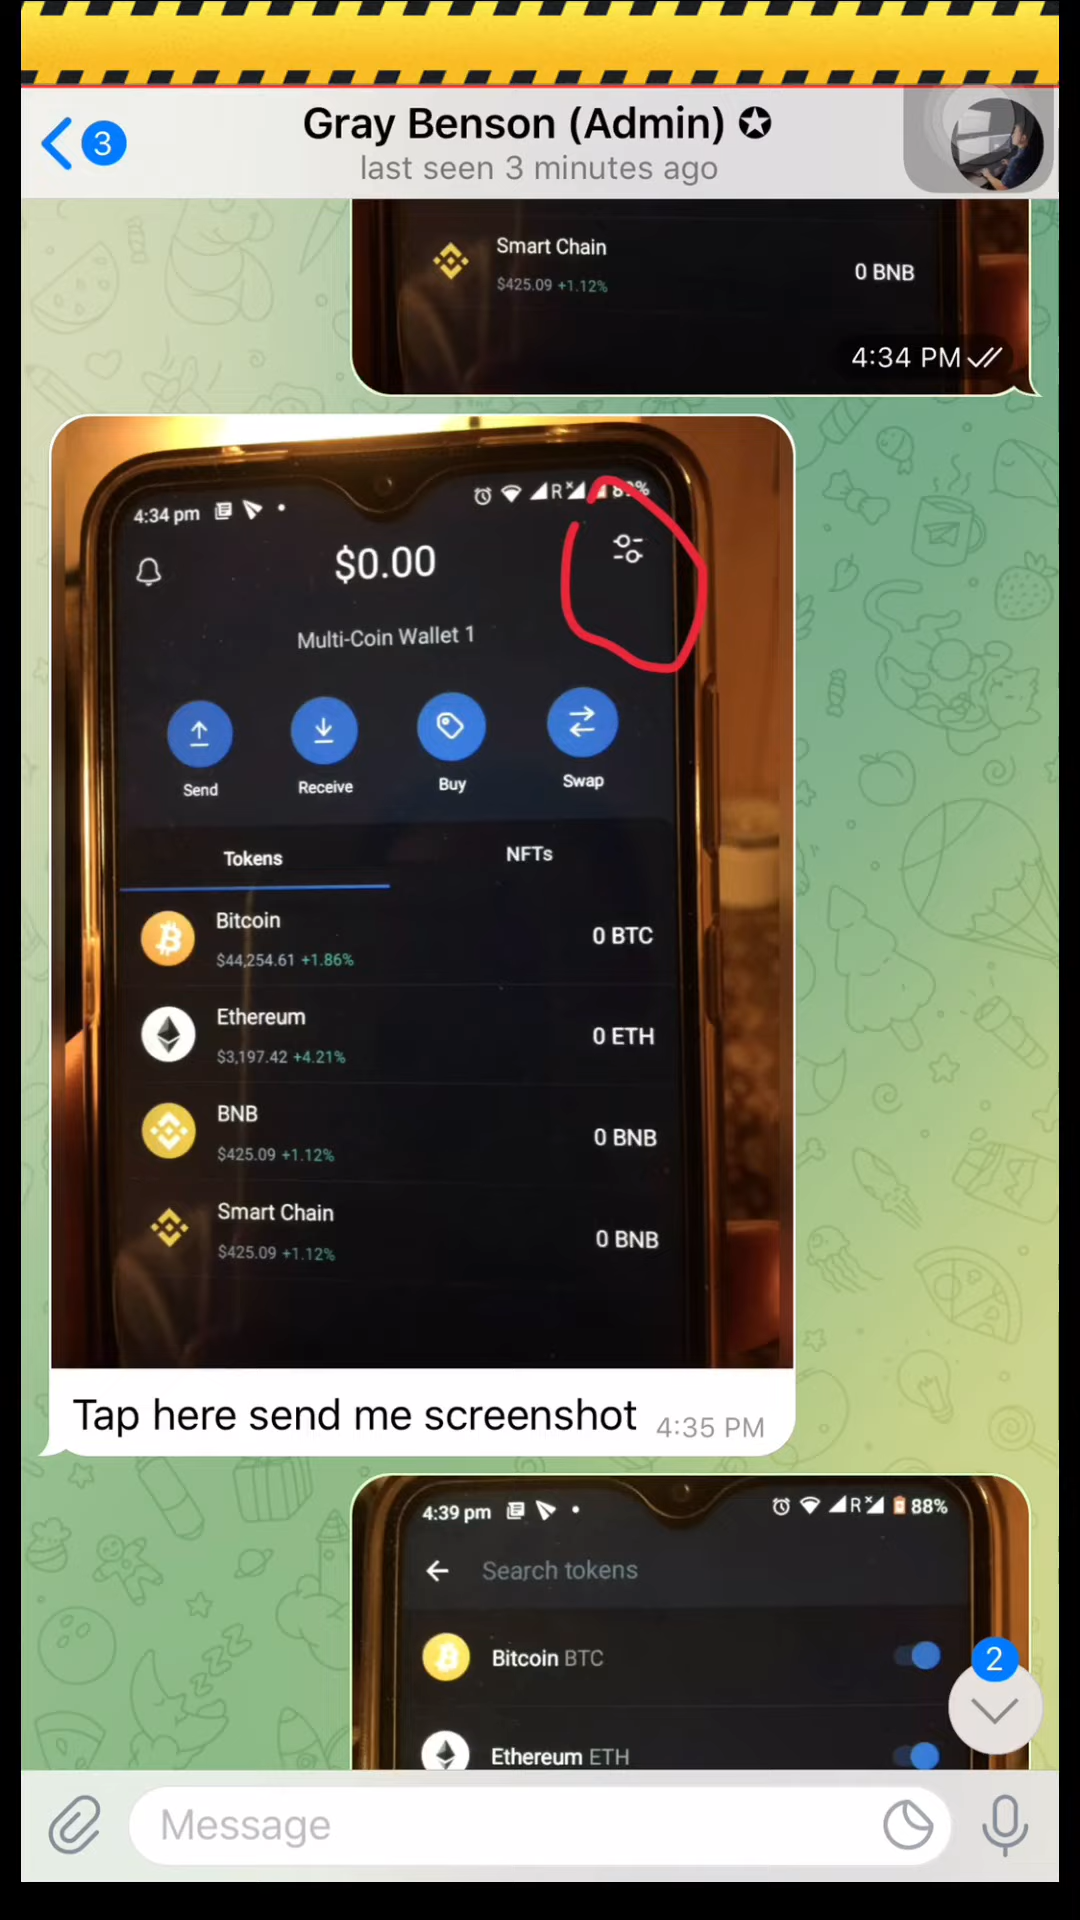 3
Gray Benson (Admin) ✪
last seen 3 minutes ago
Smart Chain
$425.09 +1.12%
0 BNB
4:34 PM
4:34 pm
R
$0.00
Multi-Coin Wallet 1
Send
Receive
Buy
Swap
Tokens
NFTs
Bitcoin
$44,254.61 +1.86%
0 BTC
Ethereum
$3,197.42 +4.21%
0 ETH
BNB
$425.09 +1.12%
0 BNB
Smart Chain
$425.09 +1.12%
0 BNB
Tap here send me screenshot
4:35 PM
4:39 pm
R
88%
Search tokens
Bitcoin BTC
2
Ethereum ETH
Message